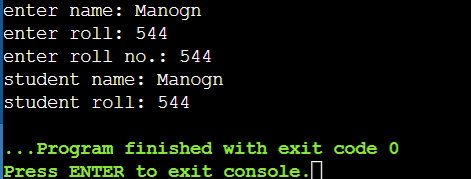 enter name: Manogn
enter roll: 544
enter roll no.: 544
student name: Manogn
student roll: 544
...Program finished with exit code 0
Press ENTER to exit console.